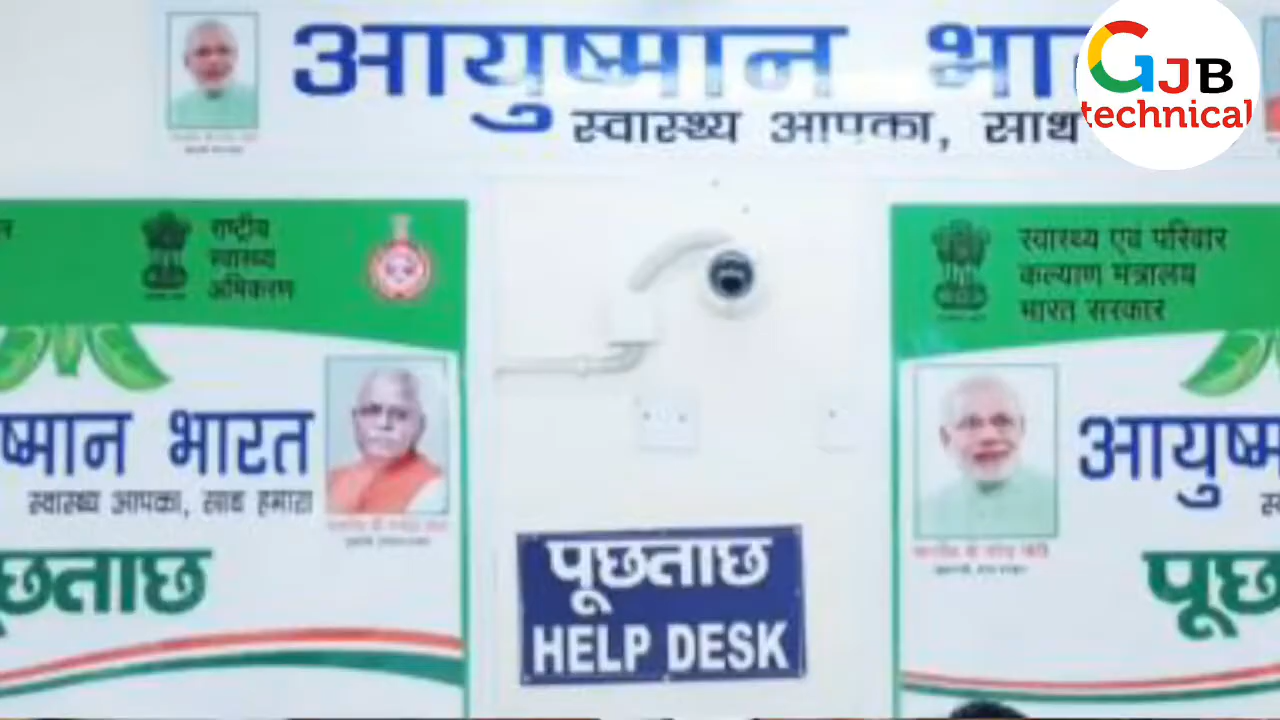 आयुष्मान भा
स्वास्थ्य आपका, साथ
GJB
technical
राष्ट्रीय
स्वास्थ्य
अभिकरण
ष्मान भारत
स्वास्थ्य आपका, साथ हमारा
छताछ
पूछताछ
HELP DESK
स्वास्थ्य एवं परिवार
कल्याण मंत्रालय
भारत सरकार
आयुष्म
पूछ